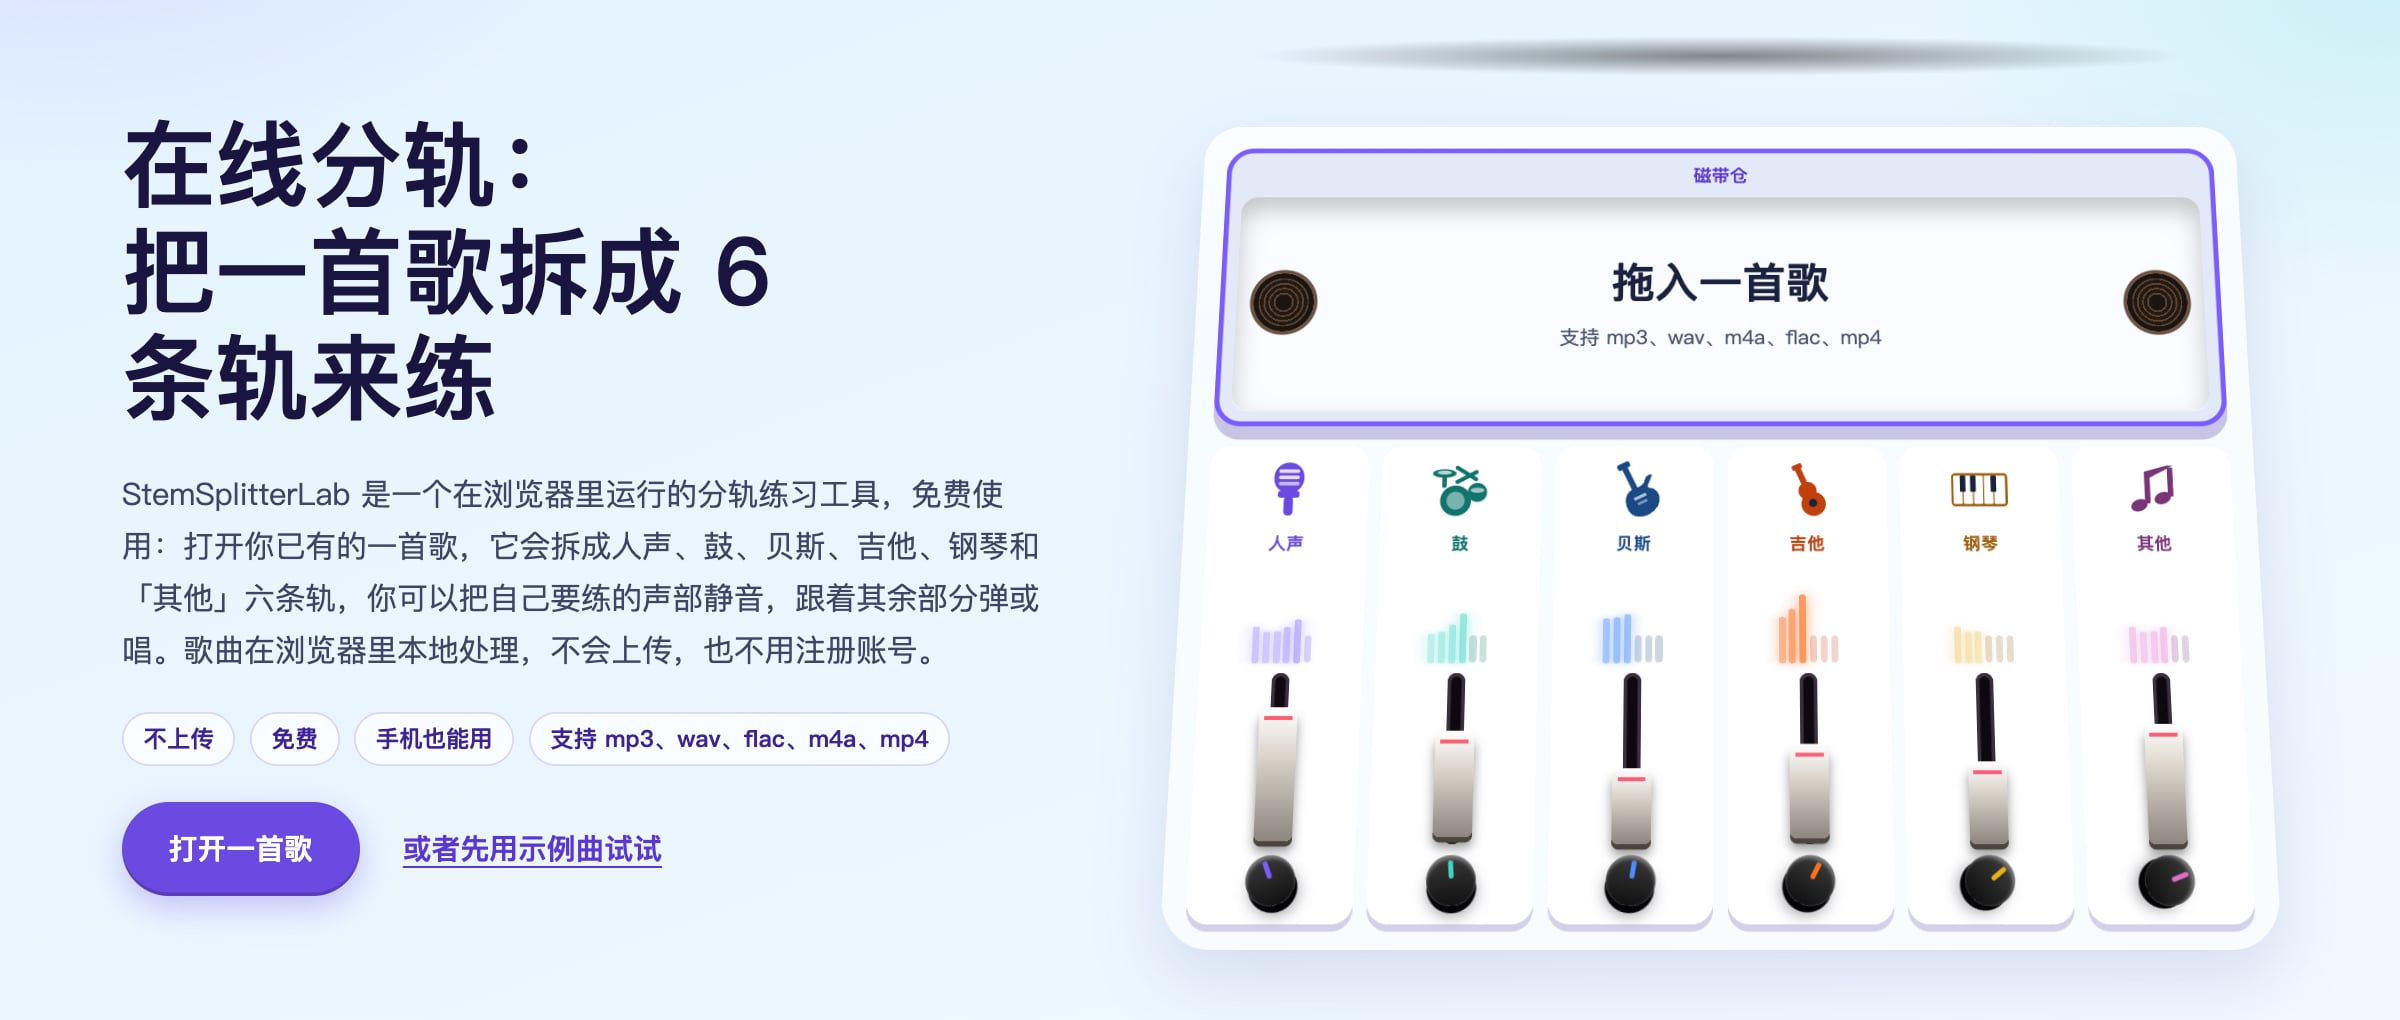 在线分轨：
把一首歌拆成 6
条轨来练
StemSplitterLab 是一个在浏览器里运行的分轨练习工具，免费使
用：打开你已有的一首歌，它会拆成人声、鼓、贝斯、吉他、钢琴和
「其他」六条轨，你可以把自己要练的声部静音，跟着其余部分弹或
唱。歌曲在浏览器里本地处理，不会上传，也不用注册账号。
不上传
免费
手机也能用
支持 mp3、wav、flac、m4a、mp4
打开一首歌
或者先用示例曲试试
磁带仓
拖入一首歌
支持 mp3、wav、m4a、flac、mp4
人声
鼓
贝斯
吉他
钢琴
其他